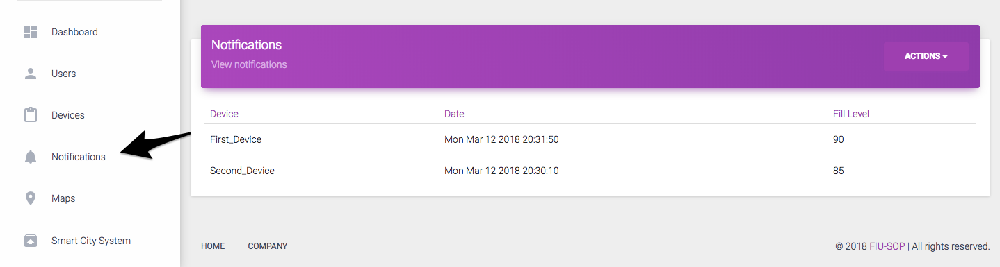 Dashboard
Users
Devices
Notifications
Maps
Smart City System
Notifications
View notifications
ACTIONS
Device Date Fill Level
First_Device Mon Mar 12 2018 20:31:50 90
Second_Device Mon Mar 12 2018 20:30:10 85
HOME COMPANY © 2018 FIU-SOP | All rights reserved.